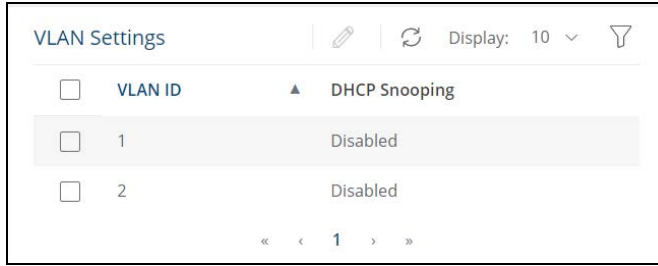 VLAN Settings Display: 10
VLAN ID ▲ DHCP Snooping
1 Disabled
2 Disabled
« ‹ 1 › »